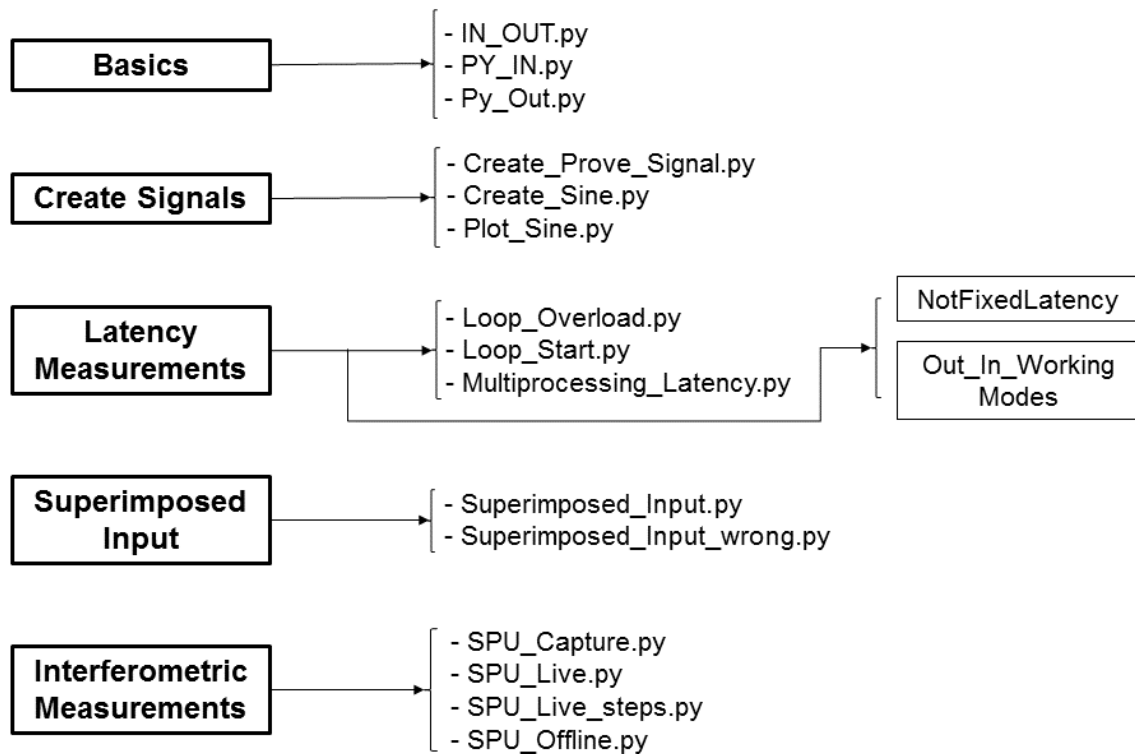 Basics
- IN_OUT.py
- PY_IN.py
- Py_Out.py
Create Signals
- Create_Prove_Signal.py
- Create_Sine.py
- Plot_Sine.py
Latency
Measurements
- Loop_Overload.py
- Loop_Start.py
- Multiprocessing_Latency.py
NotFixedLatency
Out_In_Working
Modes
Superimposed
Input
- Superimposed_Input.py
- Superimposed_Input_wrong.py
Interferometric
Measurements
- SPU_Capture.py
- SPU_Live.py
- SPU_Live_steps.py
- SPU_Offline.py